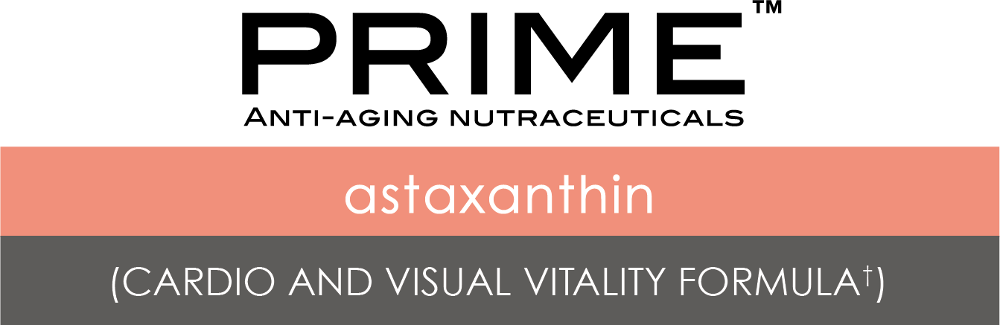 PRIME™
ANTI-AGING NUTRACEUTICALS
astaxanthin
(CARDIO AND VISUAL VITALITY FORMULA†)